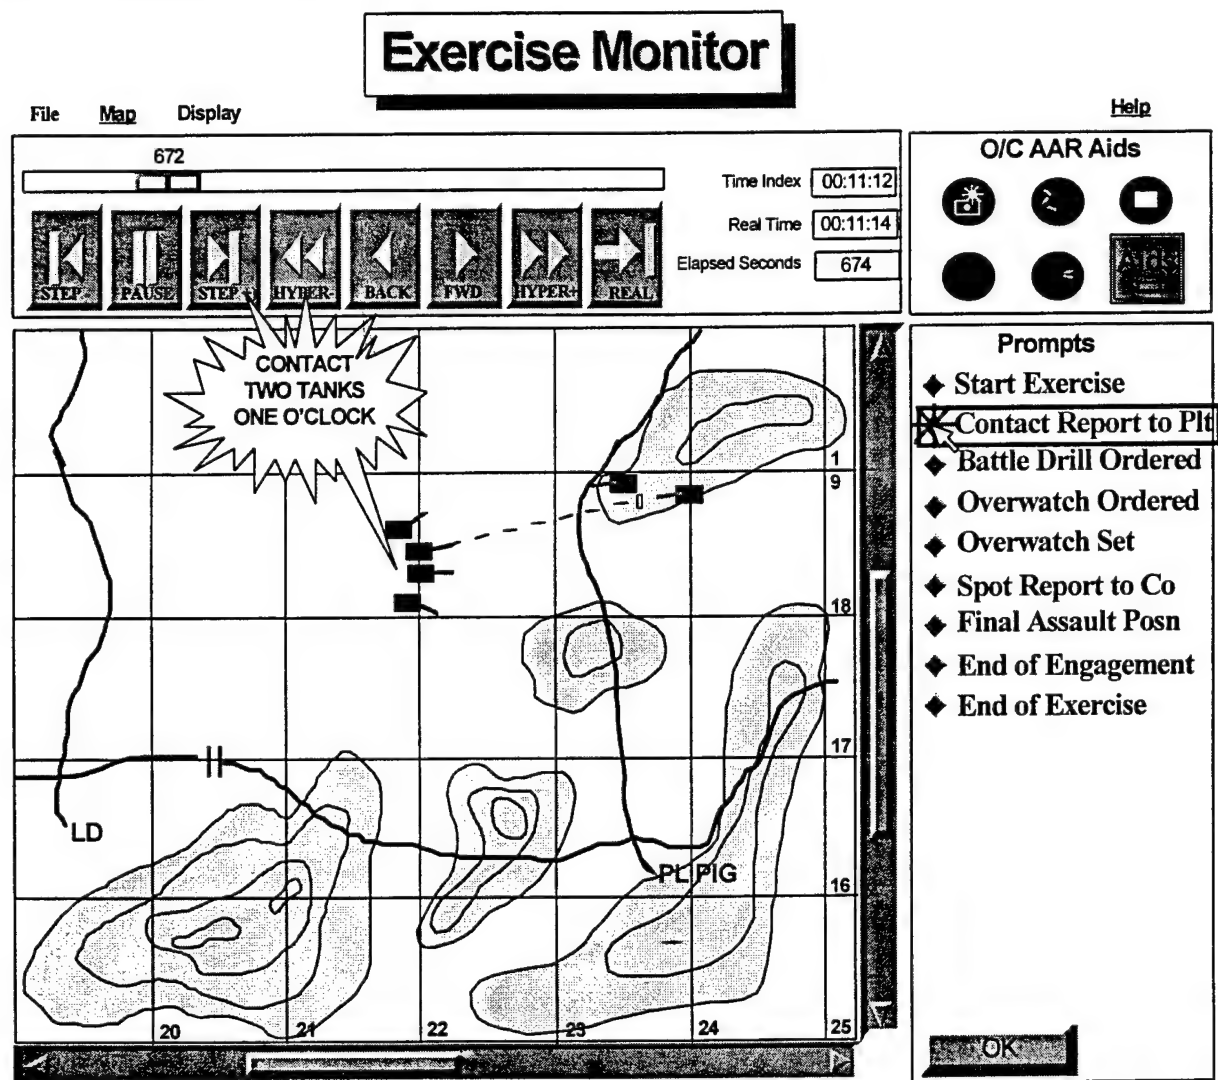 Exercise Monitor
File Map Display Help
672
Time Index 00:11:12
Real Time 00:11:14
Elapsed Seconds 674
STEP- PAUSE STEP+ HYPER- BACK FWD HYPER+ REAL
O/C AAR Aids
Aids
CONTACT
TWO TANKS
ONE O'CLOCK
Prompts
Start Exercise
Contact Report to Plt
Battle Drill Ordered
Overwatch Ordered
Overwatch Set
Spot Report to Co
Final Assault Posn
End of Engagement
End of Exercise
OK
1
9
18
17
LD
PL PIG
16
20 21 22 23 24 25